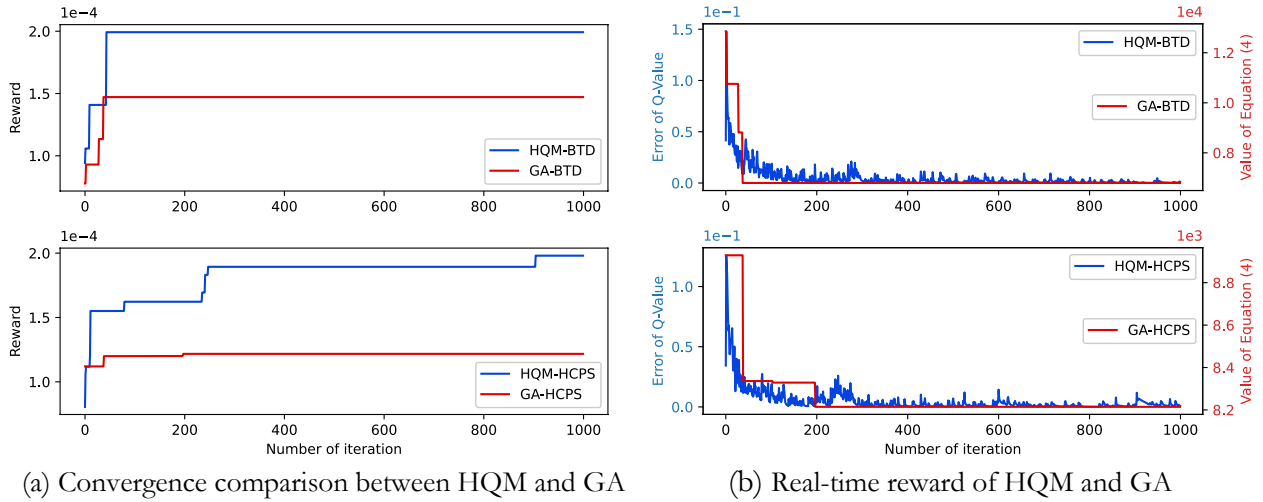 1e−4
2.0
1.5
1.0
Reward
HQM-BTD
GA-BTD
0 200 400 600 800 1000
1e−4
2.0
1.5
1.0
Reward
HQM-HCPS
GA-HCPS
0 200 400 600 800 1000
Number of iteration
(a) Convergence comparison between HQM and GA
1e−1
1e4
1.5
1.0
0.5
0.0
Error of Q-Value
HQM-BTD
GA-BTD
1.2
1.0
0.8
Value of Equation (4)
0 200 400 600 800 1000
1e−1
1e3
1.0
0.5
0.0
Error of Q-Value
HQM-HCPS
GA-HCPS
8.8
8.6
8.4
8.2
Value of Equation (4)
0 200 400 600 800 1000
Number of iteration
(b) Real-time reward of HQM and GA